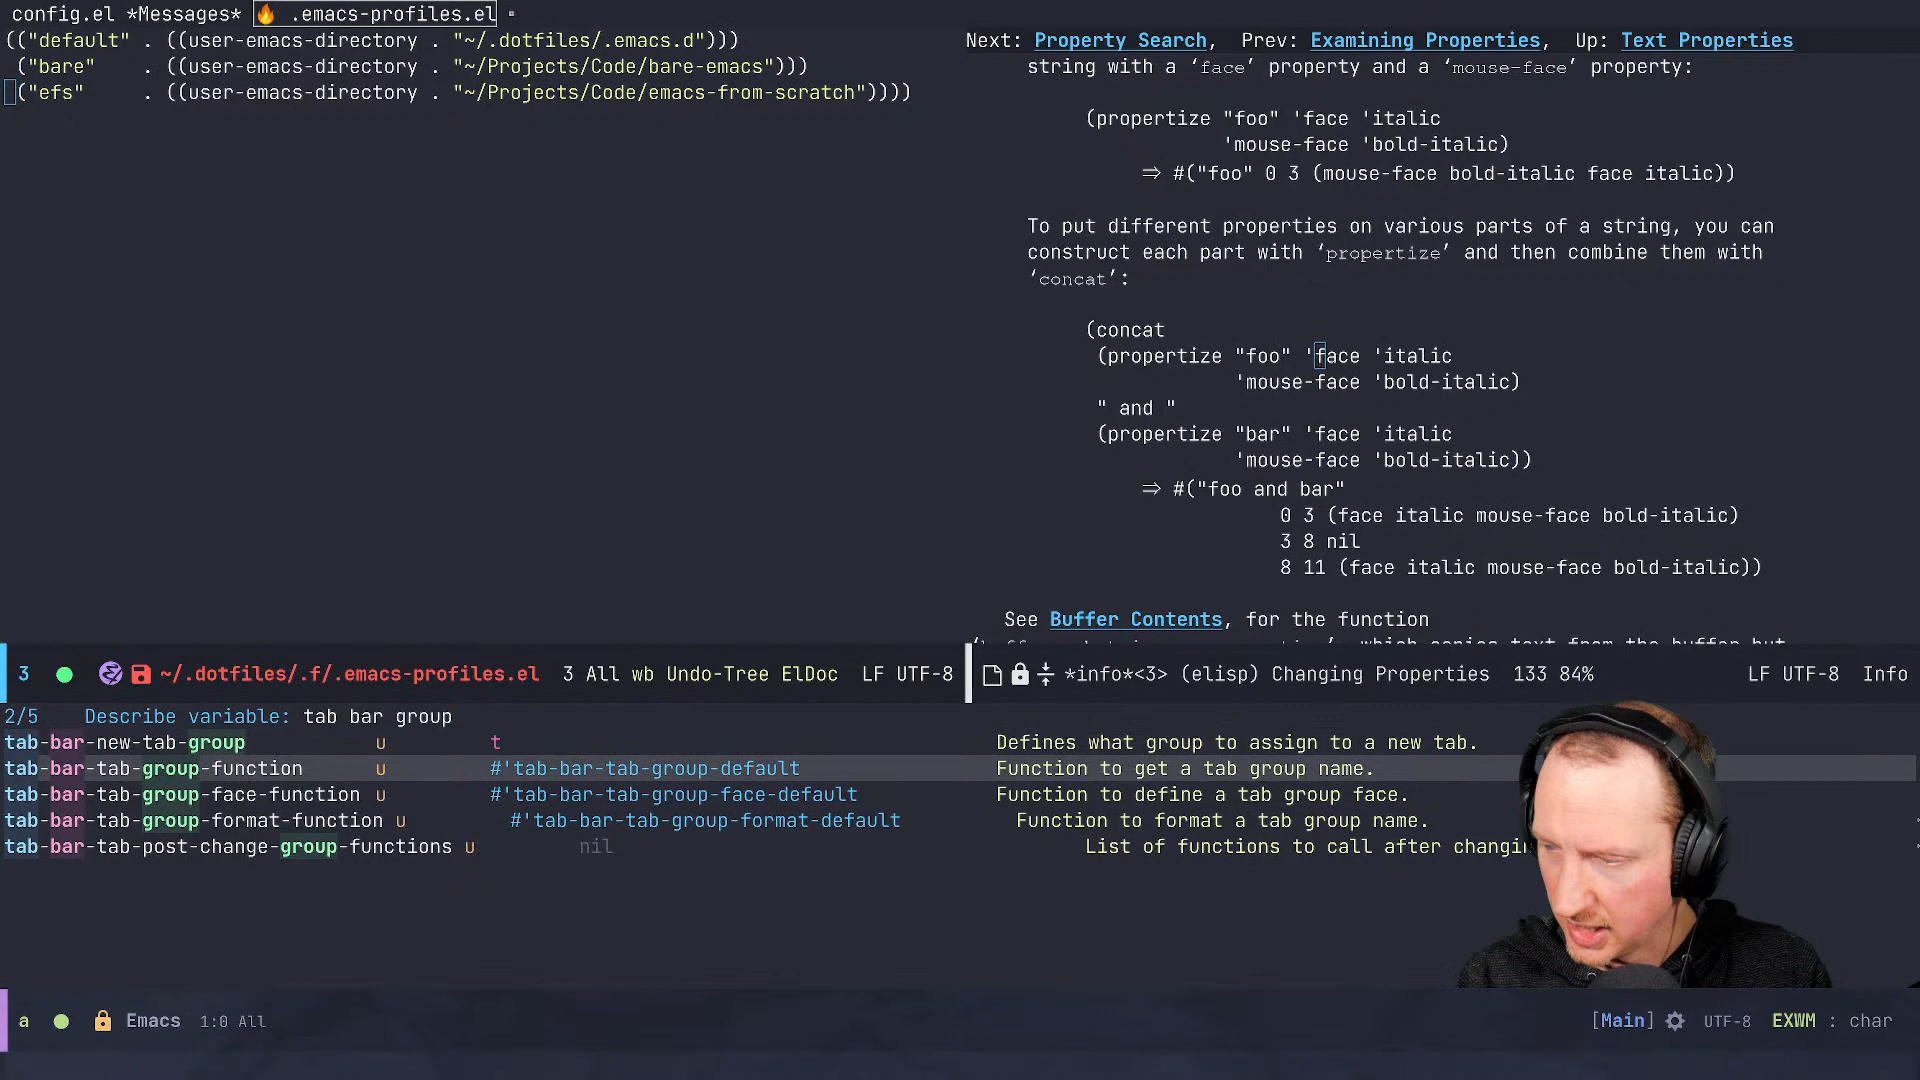 config.el *Messages* .emacs-profiles.el
(("default" . ((user-emacs-directory . "~/.dotfiles/.emacs.d")))
("bare" . ((user-emacs-directory . "~/Projects/Code/bare-emacs")))
("efs" . ((user-emacs-directory . "~/Projects/Code/emacs-from-scratch"))))
Next: Property Search, Prev: Examining Properties, Up: Text Properties
string with a ‘face’ property and a ‘mouse-face’ property:
(propertize "foo" 'face 'italic
'mouse-face 'bold-italic)
⇒ #("foo" 0 3 (mouse-face bold-italic face italic))
To put different properties on various parts of a string, you can
construct each part with ‘propertize’ and then combine them with
‘concat’:
(concat
(propertize "foo" 'face 'italic
'mouse-face 'bold-italic)
" and "
(propertize "bar" 'face 'italic
'mouse-face 'bold-italic))
⇒ #("foo and bar"
0 3 (face italic mouse-face bold-italic)
3 8 nil
8 11 (face italic mouse-face bold-italic))
See Buffer Contents, for the function
which copies text from the buffer but
3 ~/.dotfiles/.f/.emacs-profiles.el 3 All wb Undo-Tree ElDoc LF UTF-8
*info*<3> (elisp) Changing Properties 133 84% LF UTF-8 Info
2/5 Describe variable: tab bar group
tab-bar-new-tab-group u t Defines what group to assign to a new tab.
tab-bar-tab-group-function u #'tab-bar-tab-group-default Function to get a tab group name.
tab-bar-tab-group-face-function u #'tab-bar-tab-group-face-default Function to define a tab group face.
tab-bar-tab-group-format-function u #'tab-bar-tab-group-format-default Function to format a tab group name.
tab-bar-tab-post-change-group-functions u nil List of functions to call after changin
a Emacs 1:0 All [Main] UTF-8 EXWM : char